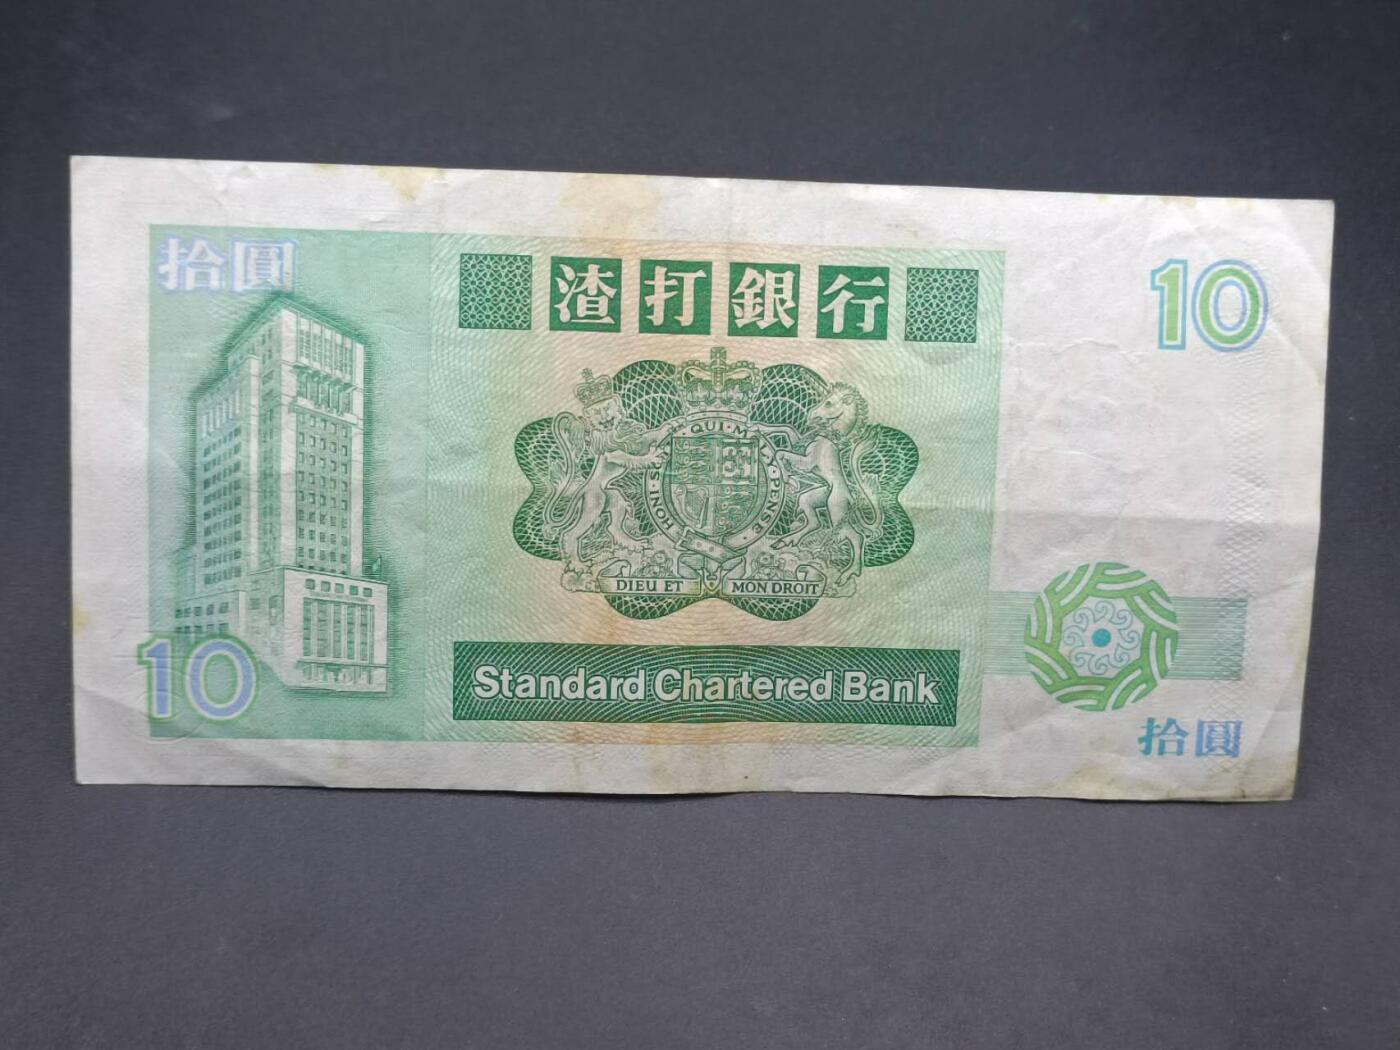 拾圓
渣打銀行
10
HONI·SOIT·QUI·MAL·Y·PENSE
DIEU ET MON DROIT
10
Standard Chartered Bank
拾圓